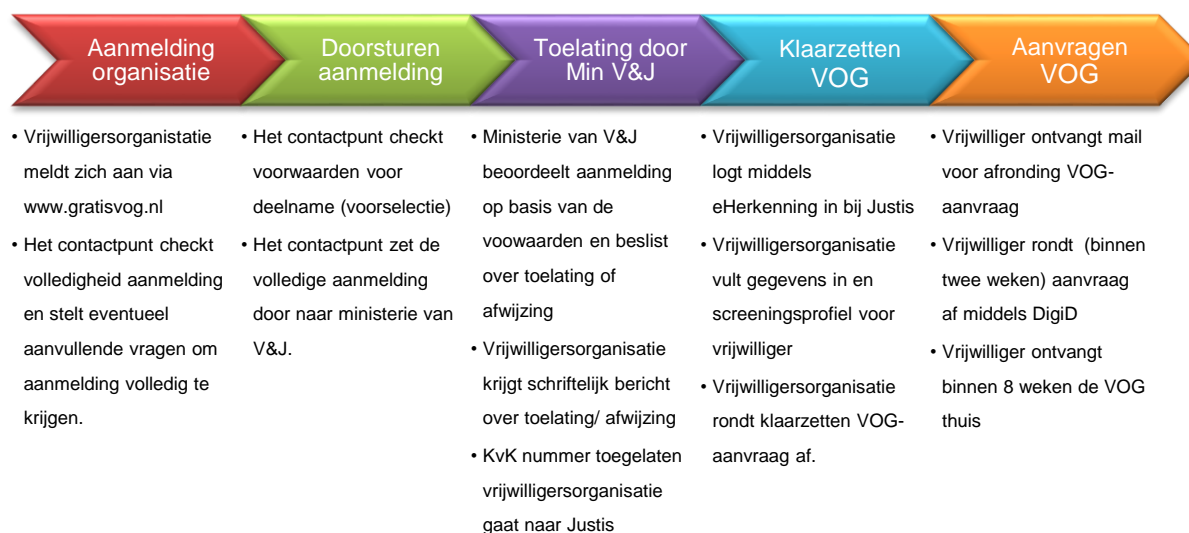 Aanmelding
organisatie
Doorsturen
aanmelding
Toelating door
Min V&J
Klaarzetten
VOG
Aanvragen
VOG
• Vrijwilligersorganistatie
meldt zich aan via
www.gratisvog.nl
• Het contactpunt checkt
volledigheid aanmelding
en stelt eventueel
aanvullende vragen om
aanmelding volledig te
krijgen.
• Het contactpunt checkt
voorwaarden voor
deelname (voorselectie)
• Het contactpunt zet de
volledige aanmelding
door naar ministerie van
V&J.
• Ministerie van V&J
beoordeelt aanmelding
op basis van de
voowaarden en beslist
over toelating of
afwijzing
• Vrijwilligersorganisatie
krijgt schriftelijk bericht
over toelating/ afwijzing
• KvK nummer toegelaten
vrijwilligersorganisatie
gaat naar Justis
• Vrijwilligersorganisatie
logt middels
eHerkenning in bij Justis
• Vrijwilligersorganisatie
vult gegevens in en
screeningsprofiel voor
vrijwilliger
• Vrijwilligersorganisatie
rondt klaarzetten VOG-
aanvraag af.
• Vrijwilliger ontvangt mail
voor afronding VOG-
aanvraag
• Vrijwilliger rondt (binnen
twee weken) aanvraag
af middels DigiD
• Vrijwilliger ontvangt
binnen 8 weken de VOG
thuis